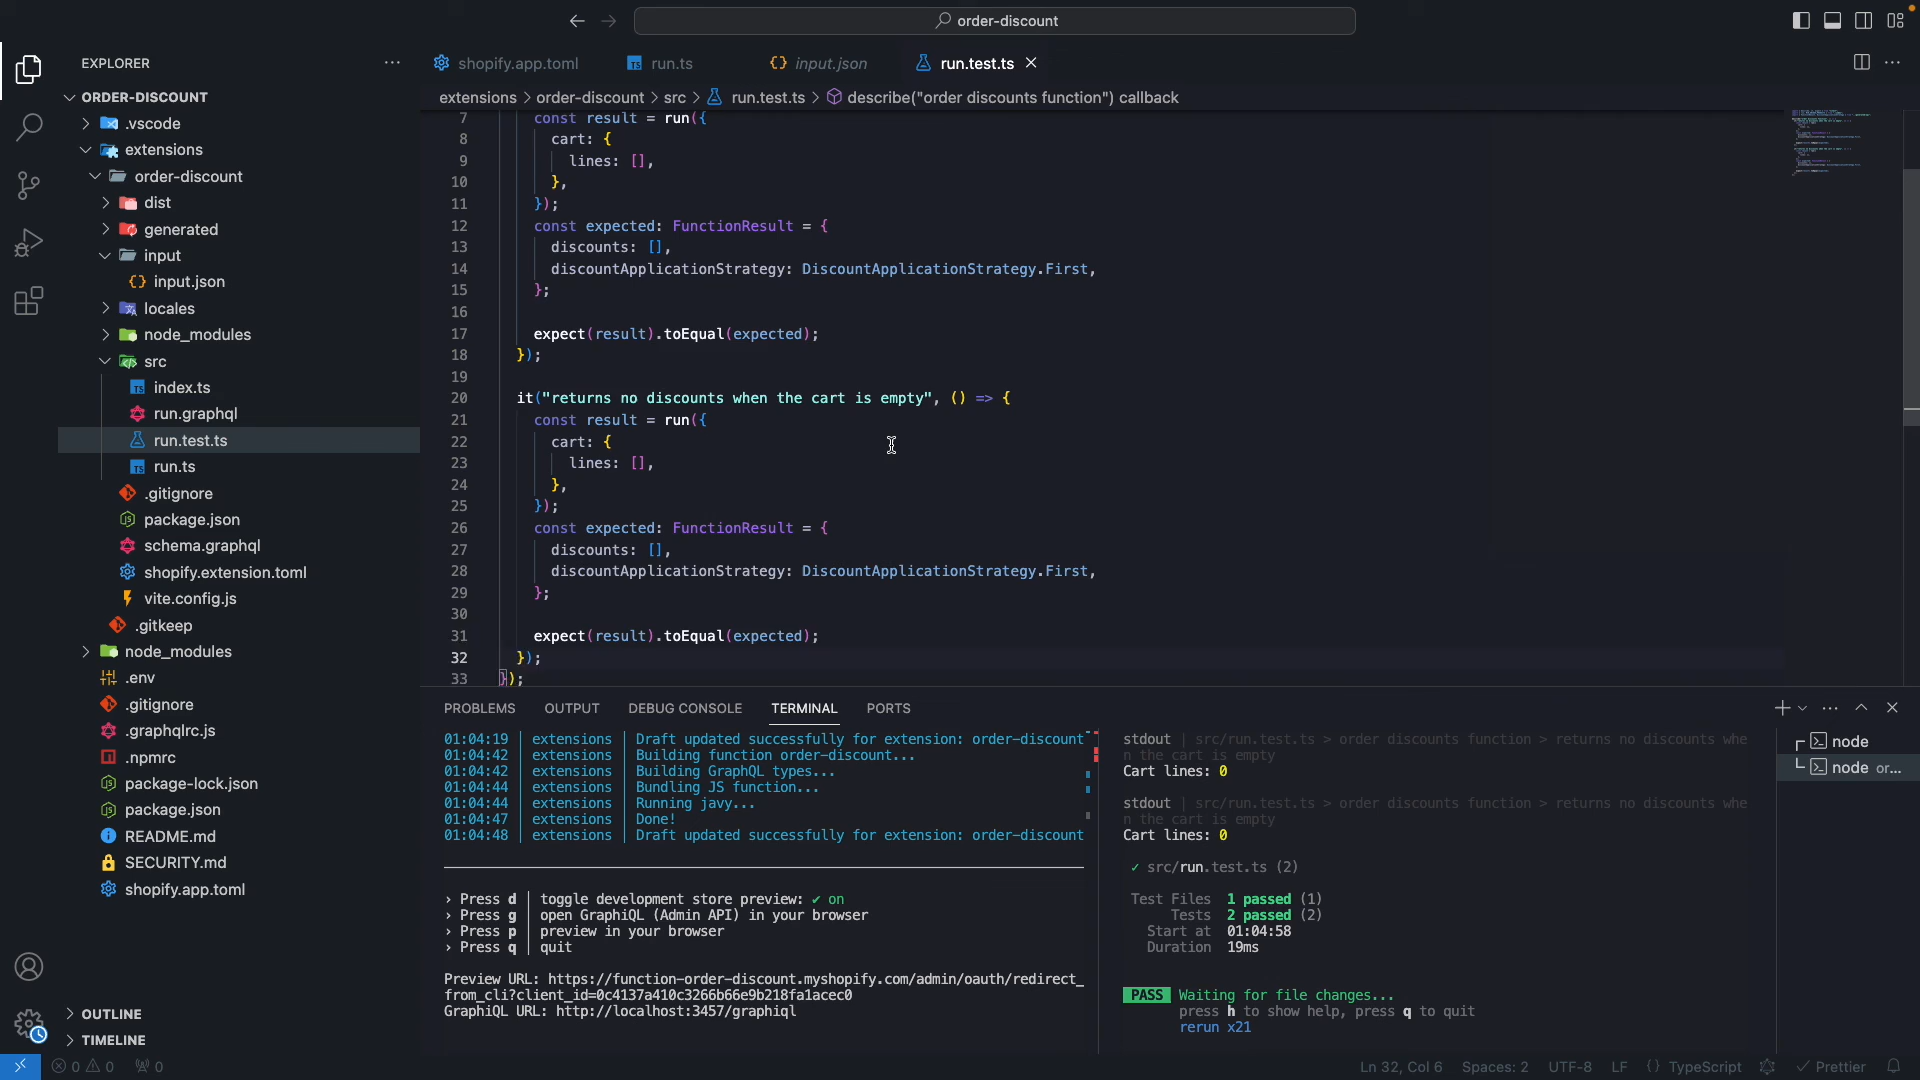 order-discount
EXPLORER
ORDER-DISCOUNT
.vscode
extensions
order-discount
dist
generated
input
input.json
locales
node_modules
src
index.ts
run.graphql
run.test.ts
run.ts
.gitignore
package.json
schema.graphql
shopify.extension.toml
vite.config.js
.gitkeep
node_modules
.env
.gitignore
.graphqlrc.js
.npmrc
package-lock.json
package.json
README.md
SECURITY.md
shopify.app.toml
OUTLINE
TIMELINE
shopify.app.toml run.ts input.json run.test.ts
extensions > order-discount > src > run.test.ts > describe("order discounts function") callback
7 const result = run({
8 cart: {
9 lines: [],
10 },
11 });
12 const expected: FunctionResult = {
13 discounts: [],
14 discountApplicationStrategy: DiscountApplicationStrategy.First,
15 };
16
17 expect(result).toEqual(expected);
18 });
19
20 it("returns no discounts when the cart is empty", () => {
21 const result = run({
22 cart: {
23 lines: [],
24 },
25 });
26 const expected: FunctionResult = {
27 discounts: [],
28 discountApplicationStrategy: DiscountApplicationStrategy.First,
29 };
30
31 expect(result).toEqual(expected);
32 });
33 });
PROBLEMS OUTPUT DEBUG CONSOLE TERMINAL PORTS
01:04:19 | extensions | Draft updated successfully for extension: order-discount
01:04:42 | extensions | Building function order-discount...
01:04:42 | extensions | Building GraphQL types...
01:04:44 | extensions | Bundling JS function...
01:04:44 | extensions | Running javy...
01:04:47 | extensions | Done!
01:04:48 | extensions | Draft updated successfully for extension: order-discount
› Press d | toggle development store preview: ✔ on
› Press g | open GraphiQL (Admin API) in your browser
› Press p | preview in your browser
› Press q | quit
Preview URL: https://function-order-discount.myshopify.com/admin/oauth/redirect_
from_cli?client_id=0c4137a410c3266b66e9b218fa1acec0
GraphiQL URL: http://localhost:3457/graphiql
stdout | src/run.test.ts > order discounts function > returns no discounts whe
n the cart is empty
Cart lines: 0
stdout | src/run.test.ts > order discounts function > returns no discounts whe
n the cart is empty
Cart lines: 0
✓ src/run.test.ts (2)
Test Files 1 passed (1)
Tests 2 passed (2)
Start at 01:04:58
Duration 19ms
PASS Waiting for file changes...
press h to show help, press q to quit
rerun x21
node
node or...
0 0 0
Ln 32, Col 6 Spaces: 2 UTF-8 LF {} TypeScript Prettier